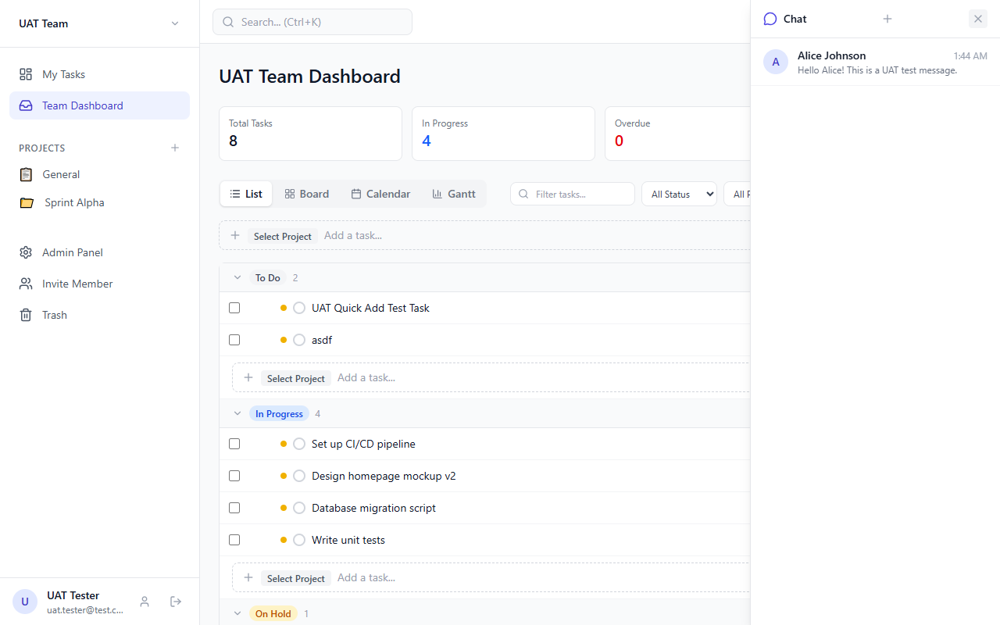 UAT Team
My Tasks
Team Dashboard
PROJECTS
General
Sprint Alpha
Admin Panel
Invite Member
Trash
U
UAT Tester
uat.tester@test.c...
Search... (Ctrl+K)
UAT Team Dashboard
Total Tasks
8
In Progress
4
Overdue
0
List
Board
Calendar
Gantt
Filter tasks...
All Status
All P
Select Project Add a task...
To Do 2
UAT Quick Add Test Task
asdf
Select Project Add a task...
In Progress 4
Set up CI/CD pipeline
Design homepage mockup v2
Database migration script
Write unit tests
Select Project Add a task...
On Hold 1
Chat
A
Alice Johnson 1:44 AM
Hello Alice! This is a UAT test message.